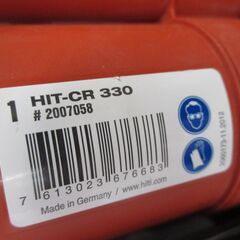 1 HIT-CR 330
# 2007058
7 613023 676683
Made in Germany www.hilti.com